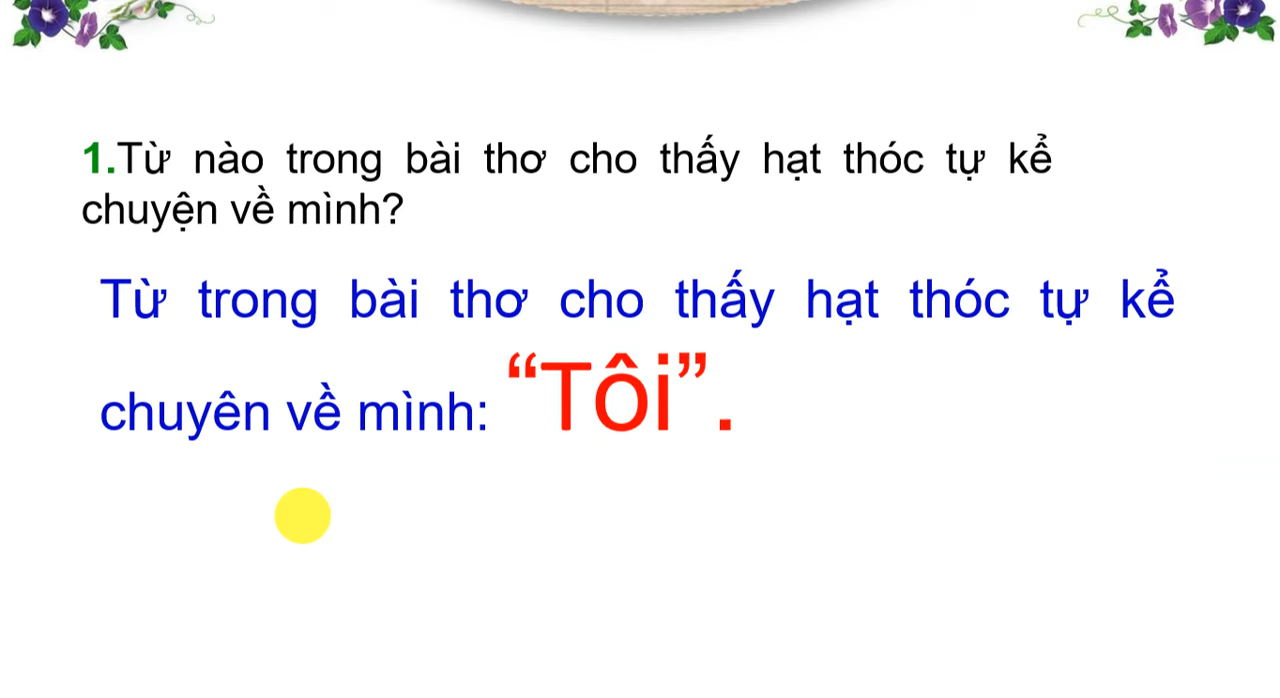 1.Từ nào trong bài thơ cho thấy hạt thóc tự kể
chuyện về mình?
Từ trong bài thơ cho thấy hạt thóc tự kể
chuyên về mình: “Tôi”.